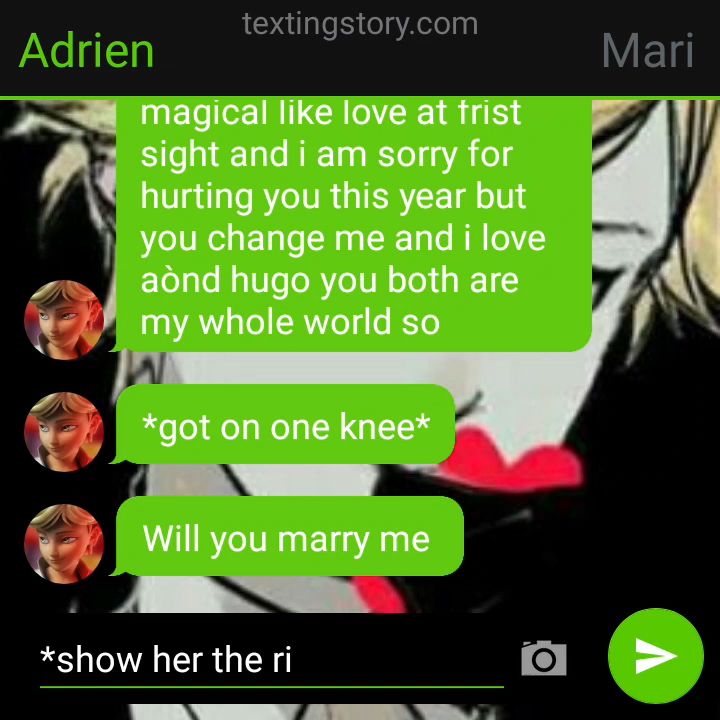 textingstory.com
Adrien
Mari
magical like love at frist
sight and i am sorry for
hurting you this year but
you change me and i love
aònd hugo you both are
my whole world so
*got on one knee*
Will you marry me
*show her the ri